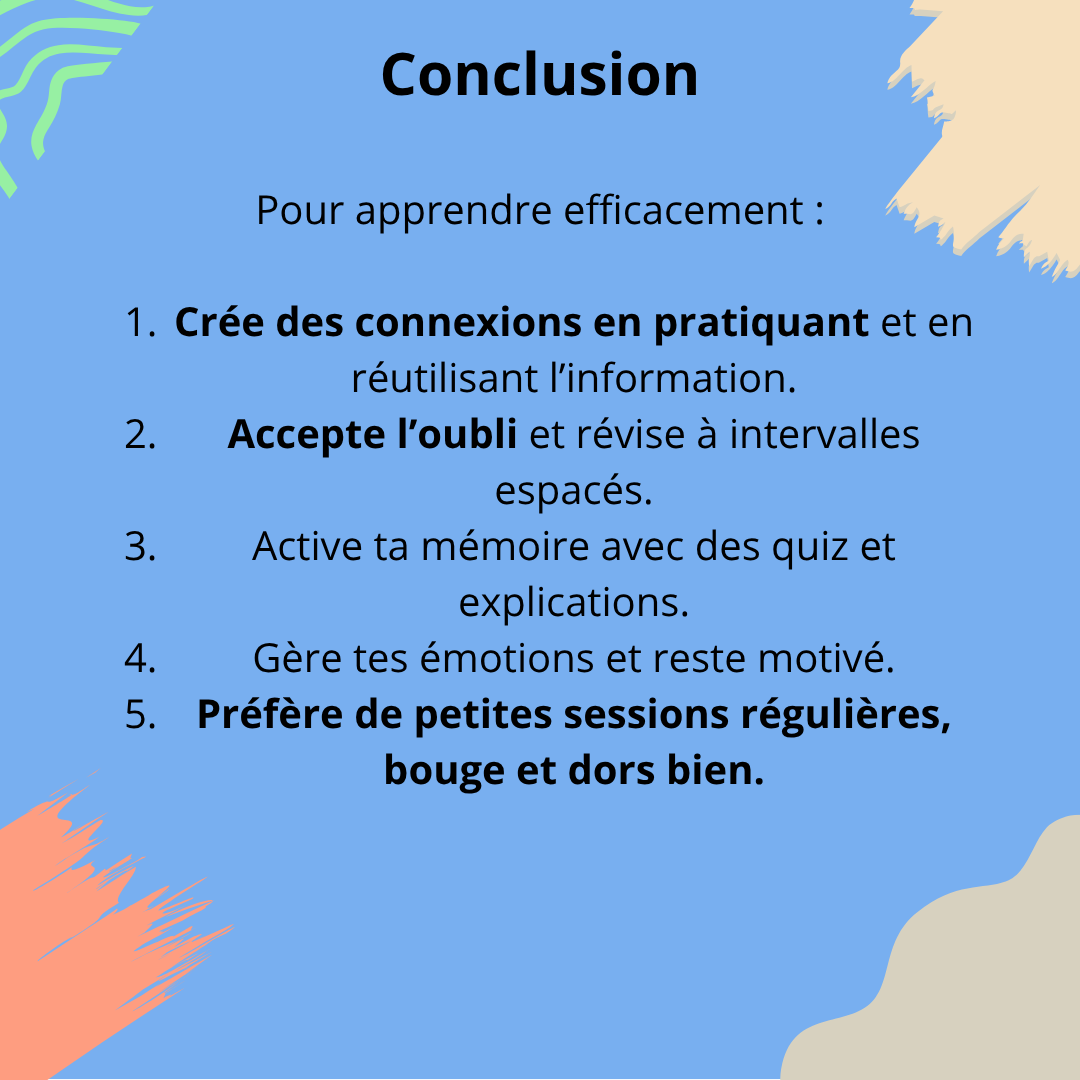 Conclusion
Pour apprendre efficacement :
1. Crée des connexions en pratiquant et en
réutilisant l’information.
2. Accepte l’oubli et révise à intervalles
espacés.
3. Active ta mémoire avec des quiz et
explications.
4. Gère tes émotions et reste motivé.
5. Préfère de petites sessions régulières,
bouge et dors bien.